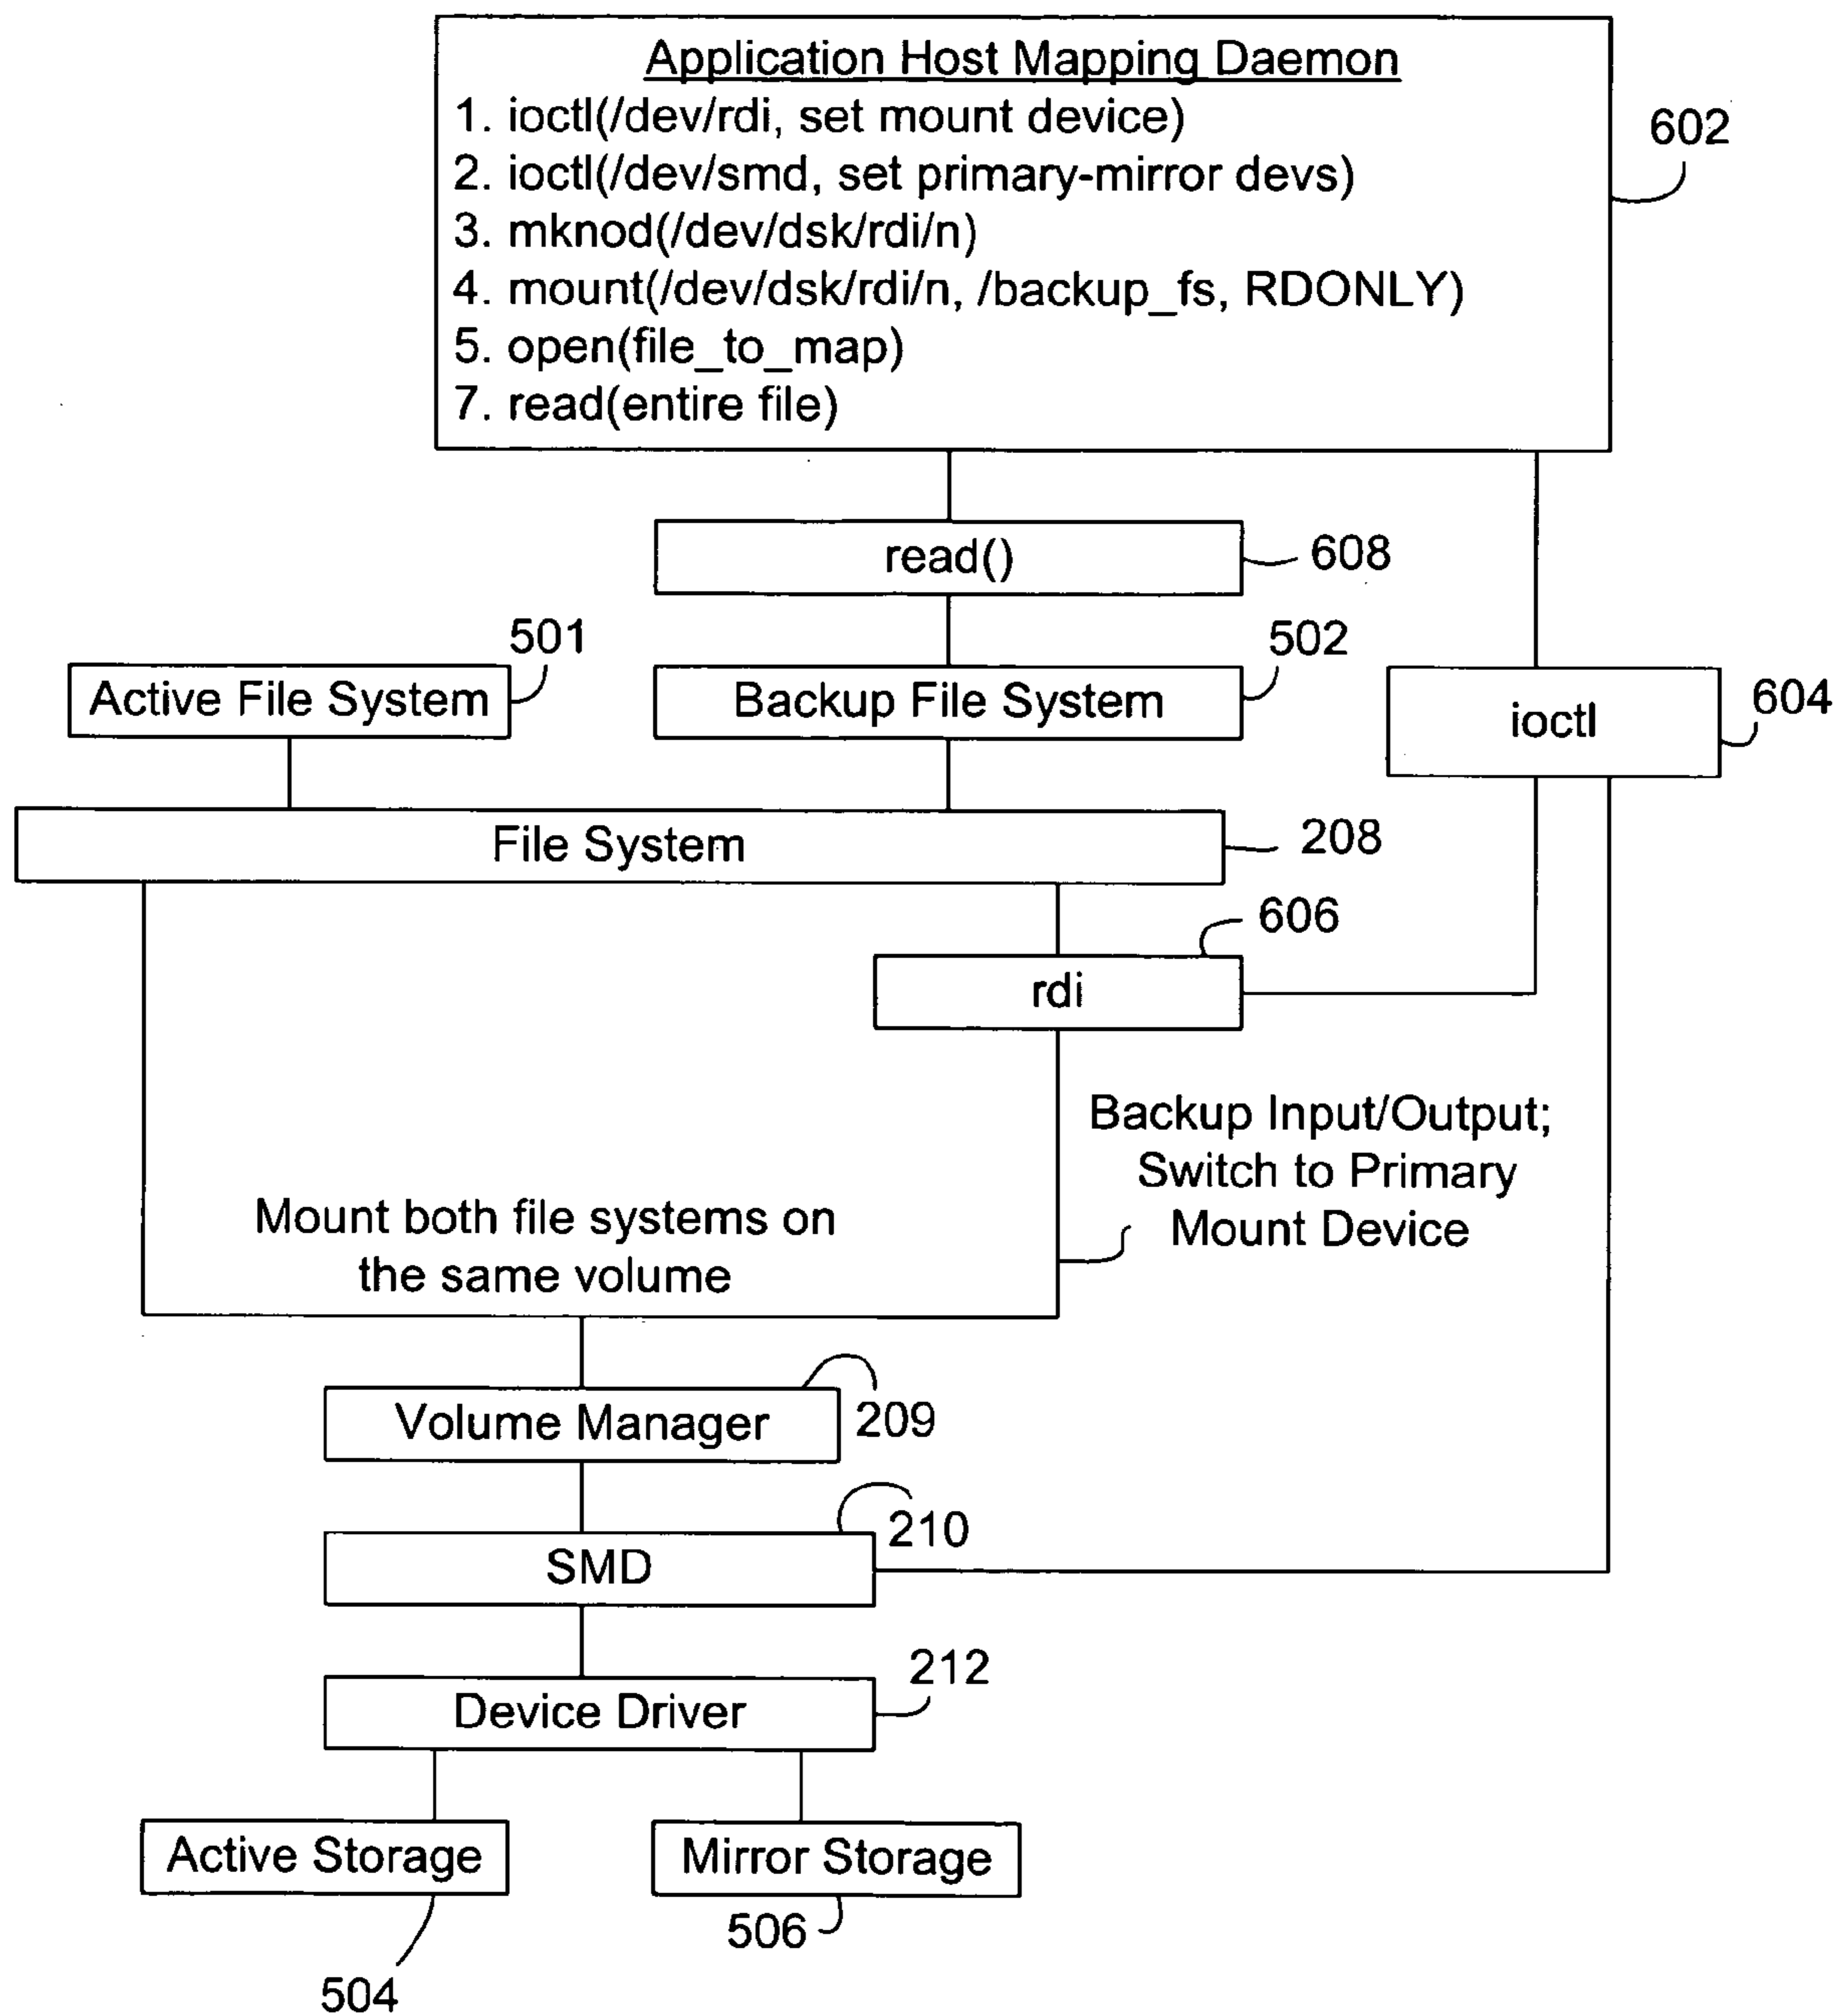 Application Host Mapping Daemon
1. ioctl(/dev/rdi, set mount device)
2. ioctl(/dev/smd, set primary-mirror devs)
3. mknod(/dev/dsk/rdi/n)
4. mount(/dev/dsk/rdi/n, /backup_fs, RDONLY)
5. open(file_to_map)
7. read(entire file)
602
read()
608
501
502
Active File System
Backup File System
ioctl
604
File System
208
606
rdi
Backup Input/Output;
Switch to Primary
Mount Device
Mount both file systems on
the same volume
Volume Manager
209
210
SMD
212
Device Driver
Active Storage
Mirror Storage
506
504